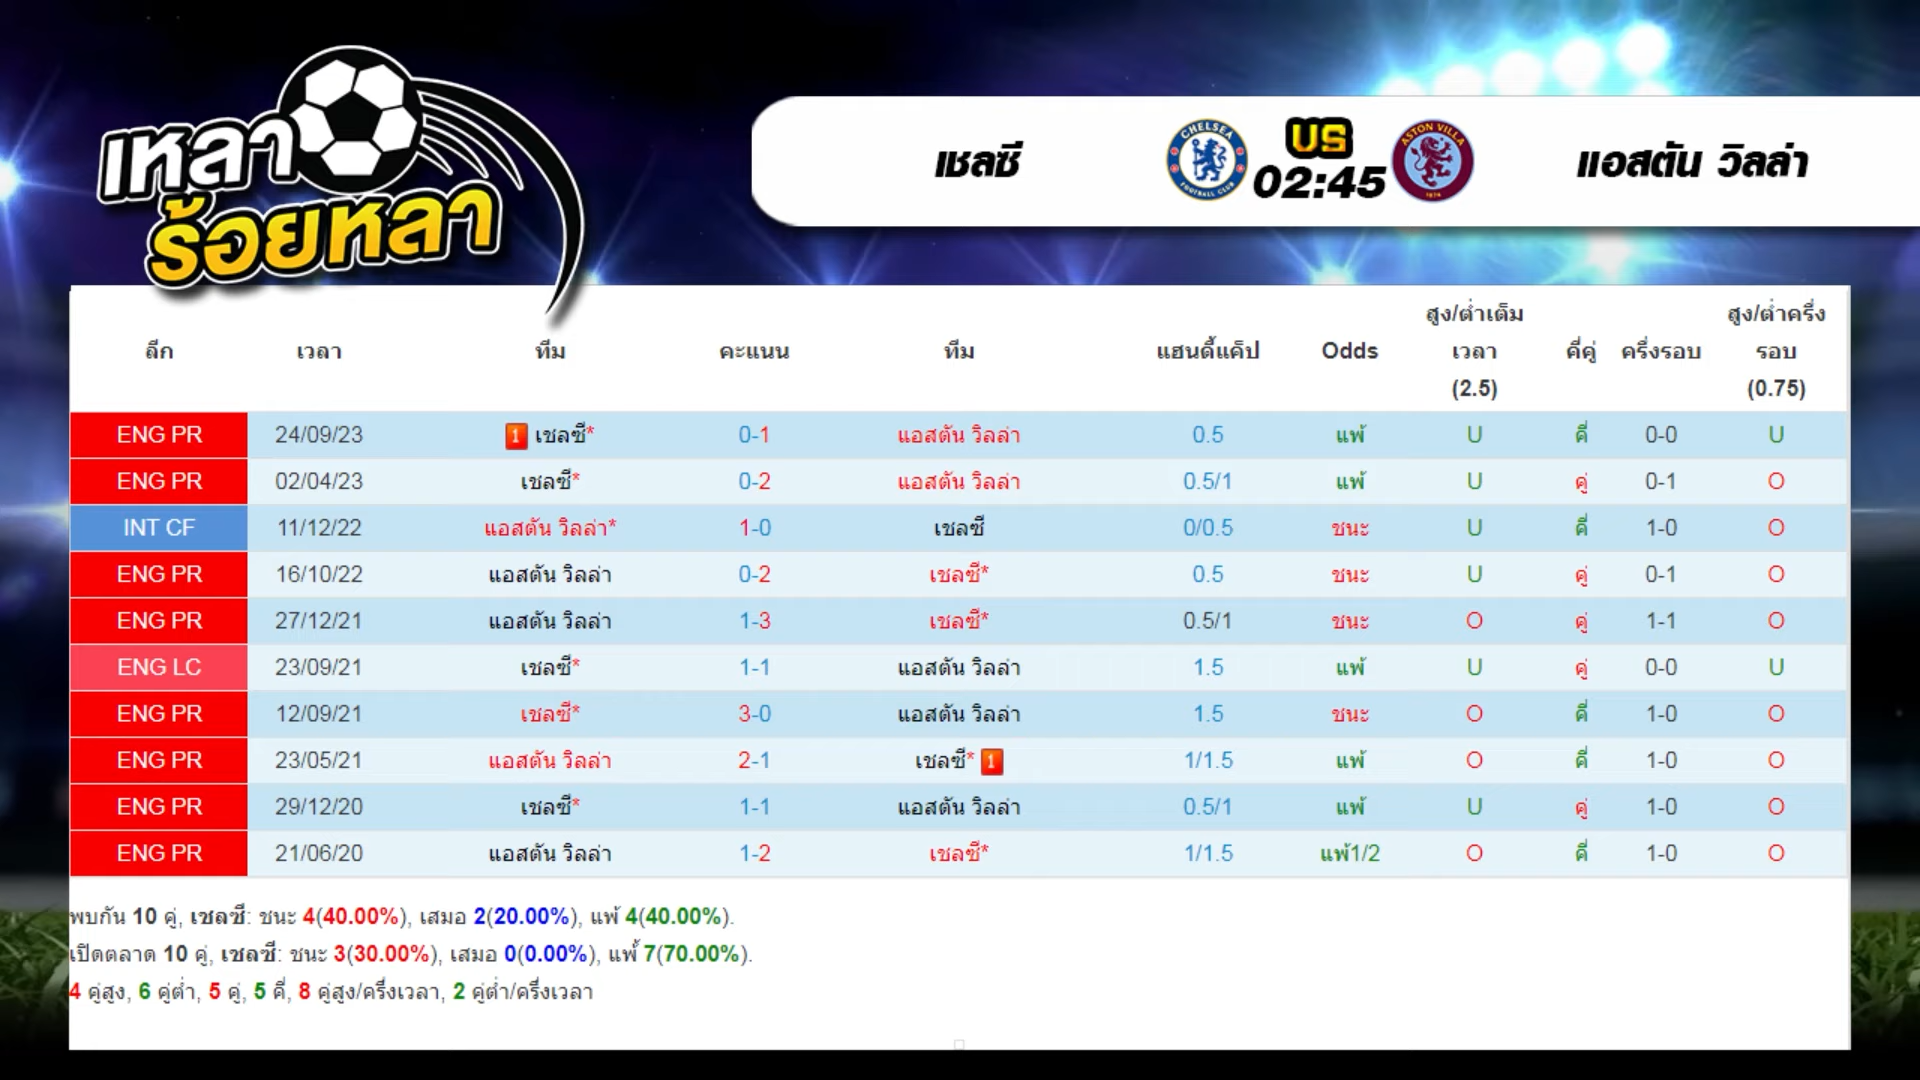 เหลา
ร้อยหลา
เชลซี
CHELSEA
FOOTBALL CLUB
VS
02:45
ASTON VILLA
แอสตัน วิลล่า
ลีก เวลา ทีม คะแนน ทีม แฮนดี้แค็ป Odds สูง/ต่ำเต็มเวลา (2.5) คี่คู่ ครึ่งรอบ สูง/ต่ำครึ่งรอบ (0.75)
ENG PR 24/09/23 1 เชลซี* 0-1 แอสตัน วิลล่า 0.5 แพ้ U คี่ 0-0 U
ENG PR 02/04/23 เชลซี* 0-2 แอสตัน วิลล่า 0.5/1 แพ้ U คู่ 0-1 O
INT CF 11/12/22 แอสตัน วิลล่า* 1-0 เชลซี 0/0.5 ชนะ U คี่ 1-0 O
ENG PR 16/10/22 แอสตัน วิลล่า 0-2 เชลซี* 0.5 ชนะ U คู่ 0-1 O
ENG PR 27/12/21 แอสตัน วิลล่า 1-3 เชลซี* 0.5/1 ชนะ O คู่ 1-1 O
ENG LC 23/09/21 เชลซี* 1-1 แอสตัน วิลล่า 1.5 แพ้ U คู่ 0-0 U
ENG PR 12/09/21 เชลซี* 3-0 แอสตัน วิลล่า 1.5 ชนะ O คี่ 1-0 O
ENG PR 23/05/21 แอสตัน วิลล่า 2-1 เชลซี* 1 1/1.5 แพ้ O คี่ 1-0 O
ENG PR 29/12/20 เชลซี* 1-1 แอสตัน วิลล่า 0.5/1 แพ้ U คู่ 1-0 O
ENG PR 21/06/20 แอสตัน วิลล่า 1-2 เชลซี* 1/1.5 แพ้1/2 O คี่ 1-0 O
พบกัน 10 คู่, เชลซี: ชนะ 4(40.00%), เสมอ 2(20.00%), แพ้ 4(40.00%).
เปิดตลาด 10 คู่, เชลซี: ชนะ 3(30.00%), เสมอ 0(0.00%), แพ้ 7(70.00%).
4 คู่สูง, 6 คู่ต่ำ, 5 คู่, 5 คี่, 8 คู่สูง/ครึ่งเวลา, 2 คู่ต่ำ/ครึ่งเวลา